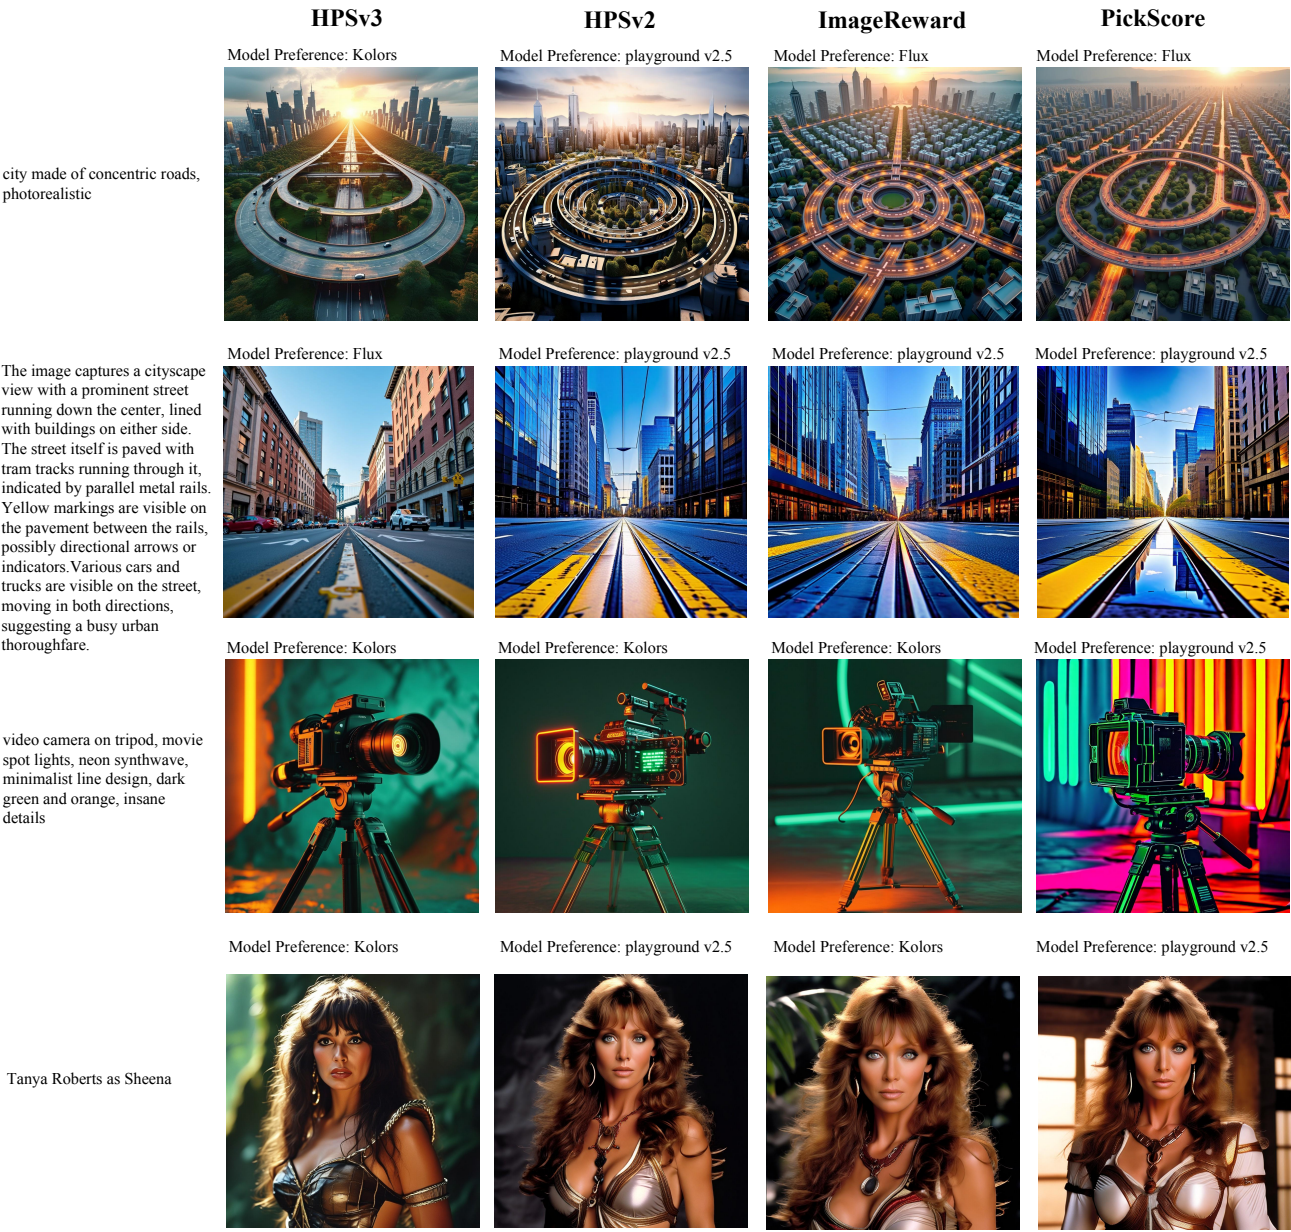 HPSv3
HPSv2
ImageReward
PickScore
Model Preference: Kolors
Model Preference: playground v2.5
Model Preference: Flux
Model Preference: Flux
city made of concentric roads,
photorealistic
Model Preference: Flux
Model Preference: playground v2.5
Model Preference: playground v2.5
Model Preference: playground v2.5
The image captures a cityscape
view with a prominent street
running down the center, lined
with buildings on either side.
The street itself is paved with
tram tracks running through it,
indicated by parallel metal rails.
Yellow markings are visible on
the pavement between the rails,
possibly directional arrows or
indicators.Various cars and
trucks are visible on the street,
moving in both directions,
suggesting a busy urban
thoroughfare.
Model Preference: Kolors
Model Preference: Kolors
Model Preference: Kolors
Model Preference: playground v2.5
video camera on tripod, movie
spot lights, neon synthwave,
minimalist line design, dark
green and orange, insane
details
Model Preference: Kolors
Model Preference: playground v2.5
Model Preference: Kolors
Model Preference: playground v2.5
Tanya Roberts as Sheena